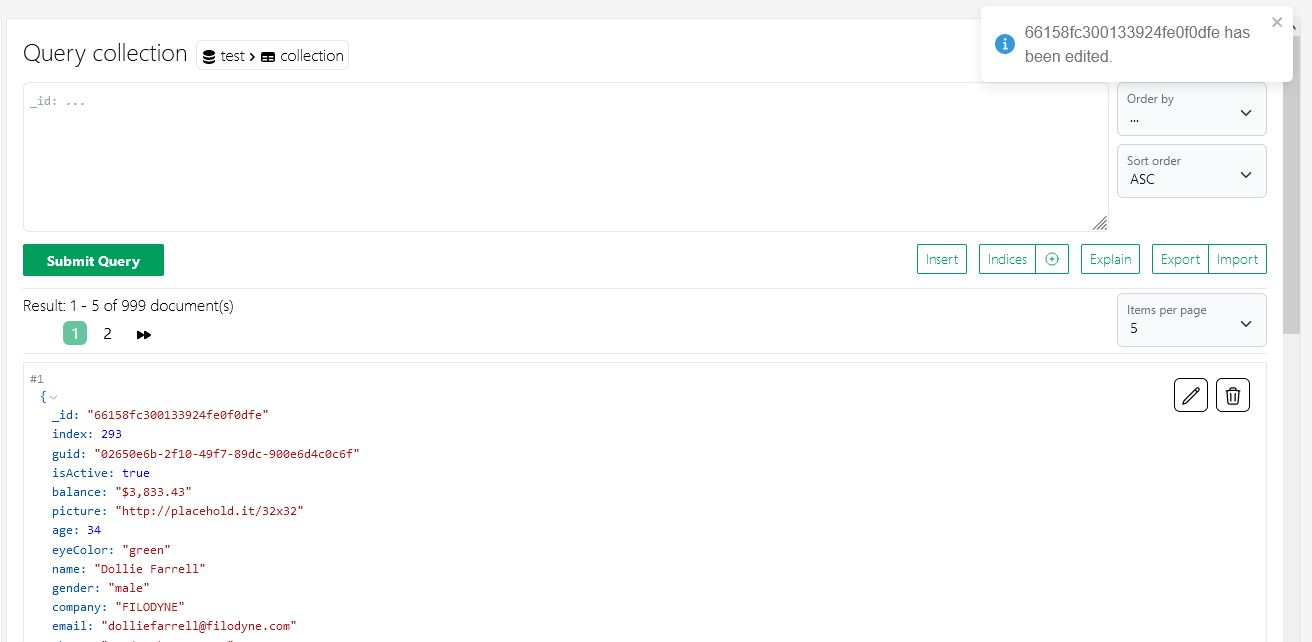 66158fc300133924fe0f0dfe has
been edited.
Query collection test collection
_id: ...
Order by
...
Sort order
ASC
Submit Query
Insert Indices Explain Export Import
Result: 1 - 5 of 999 document(s)
1 2
Items per page
5
#1
{
_id: "66158fc300133924fe0f0dfe"
index: 293
guid: "02650e6b-2f10-49f7-89dc-900e6d4c0c6f"
isActive: true
balance: "$3,833.43"
picture: "http://placehold.it/32x32"
age: 34
eyeColor: "green"
name: "Dollie Farrell"
gender: "male"
company: "FILODYNE"
email: "dolliefarrell@filodyne.com"